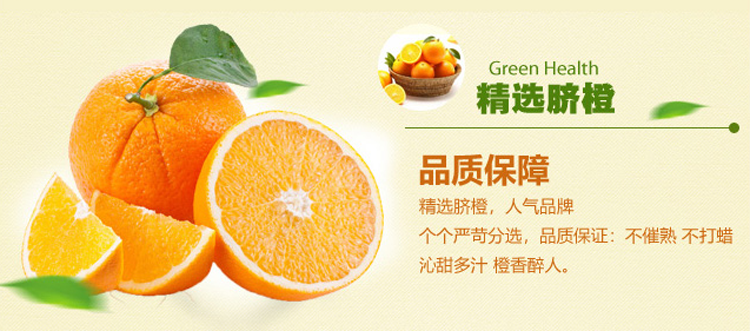 Green Health
精选脐橙
品质保障
精选脐橙，人气品牌
个个严苛分选，品质保证：不催熟 不打蜡
沁甜多汁 橙香醉人。